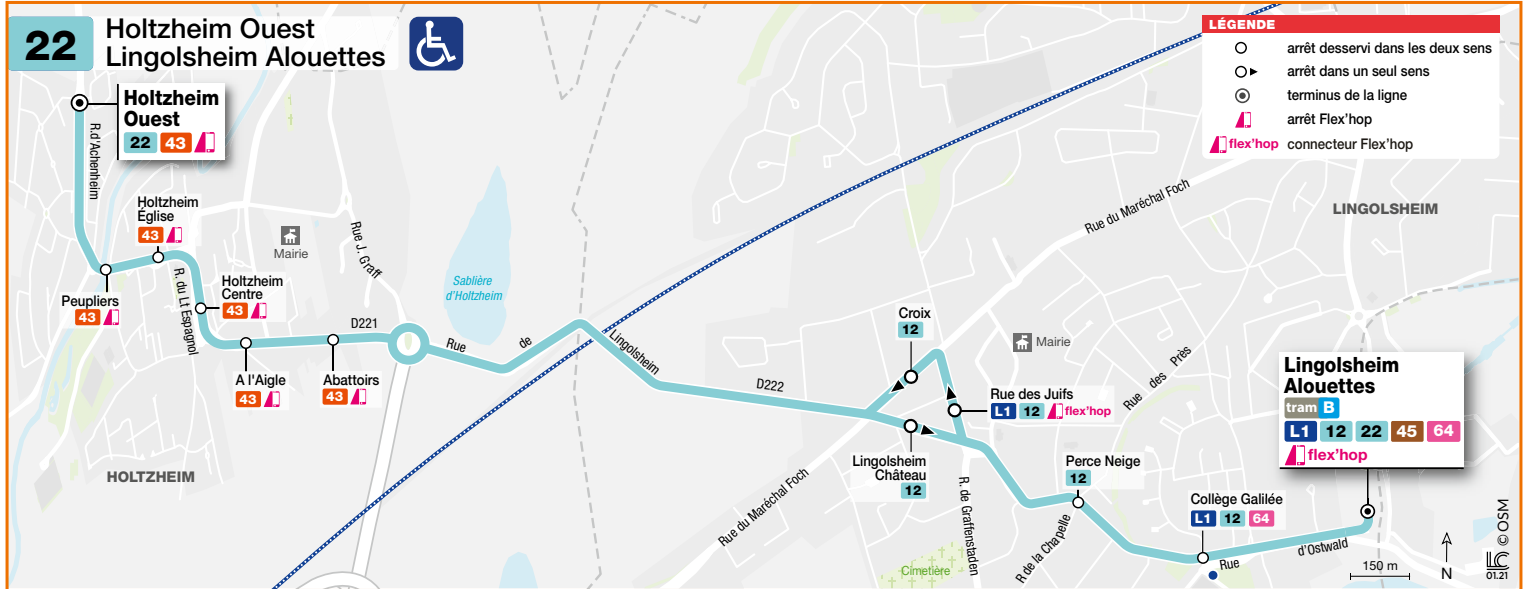 22
Holtzheim Ouest
Lingolsheim Alouettes
LÉGENDE
arrêt desservi dans les deux sens
arrêt dans un seul sens
terminus de la ligne
arrêt Flex'hop
flex'hop connecteur Flex'hop
Holtzheim
Ouest
22 43
R.d'Achenheim
Holtzheim
Église
43
Mairie
Rue J. Graff
Peupliers
43
R. du Lt Espagnol
Holtzheim
Centre
43
D221
A l'Aigle
43
Abattoirs
43
Sablière
d'Holtzheim
HOLTZHEIM
Rue de Lingolsheim
D222
Rue du Maréchal Foch
LINGOLSHEIM
Croix
12
Mairie
Rue des Juifs
L1 12 flex'hop
Rue des Près
Lingolsheim
Château
12
Rue du Maréchal Foch
R. de Graffenstaden
Cimetière
Perce Neige
12
R de la Chapelle
Collège Galilée
L1 12 64
Rue d'Ostwald
Lingolsheim
Alouettes
tram B
L1 12 22 45 64
flex'hop
150 m
N
LC
01.21
© OSM